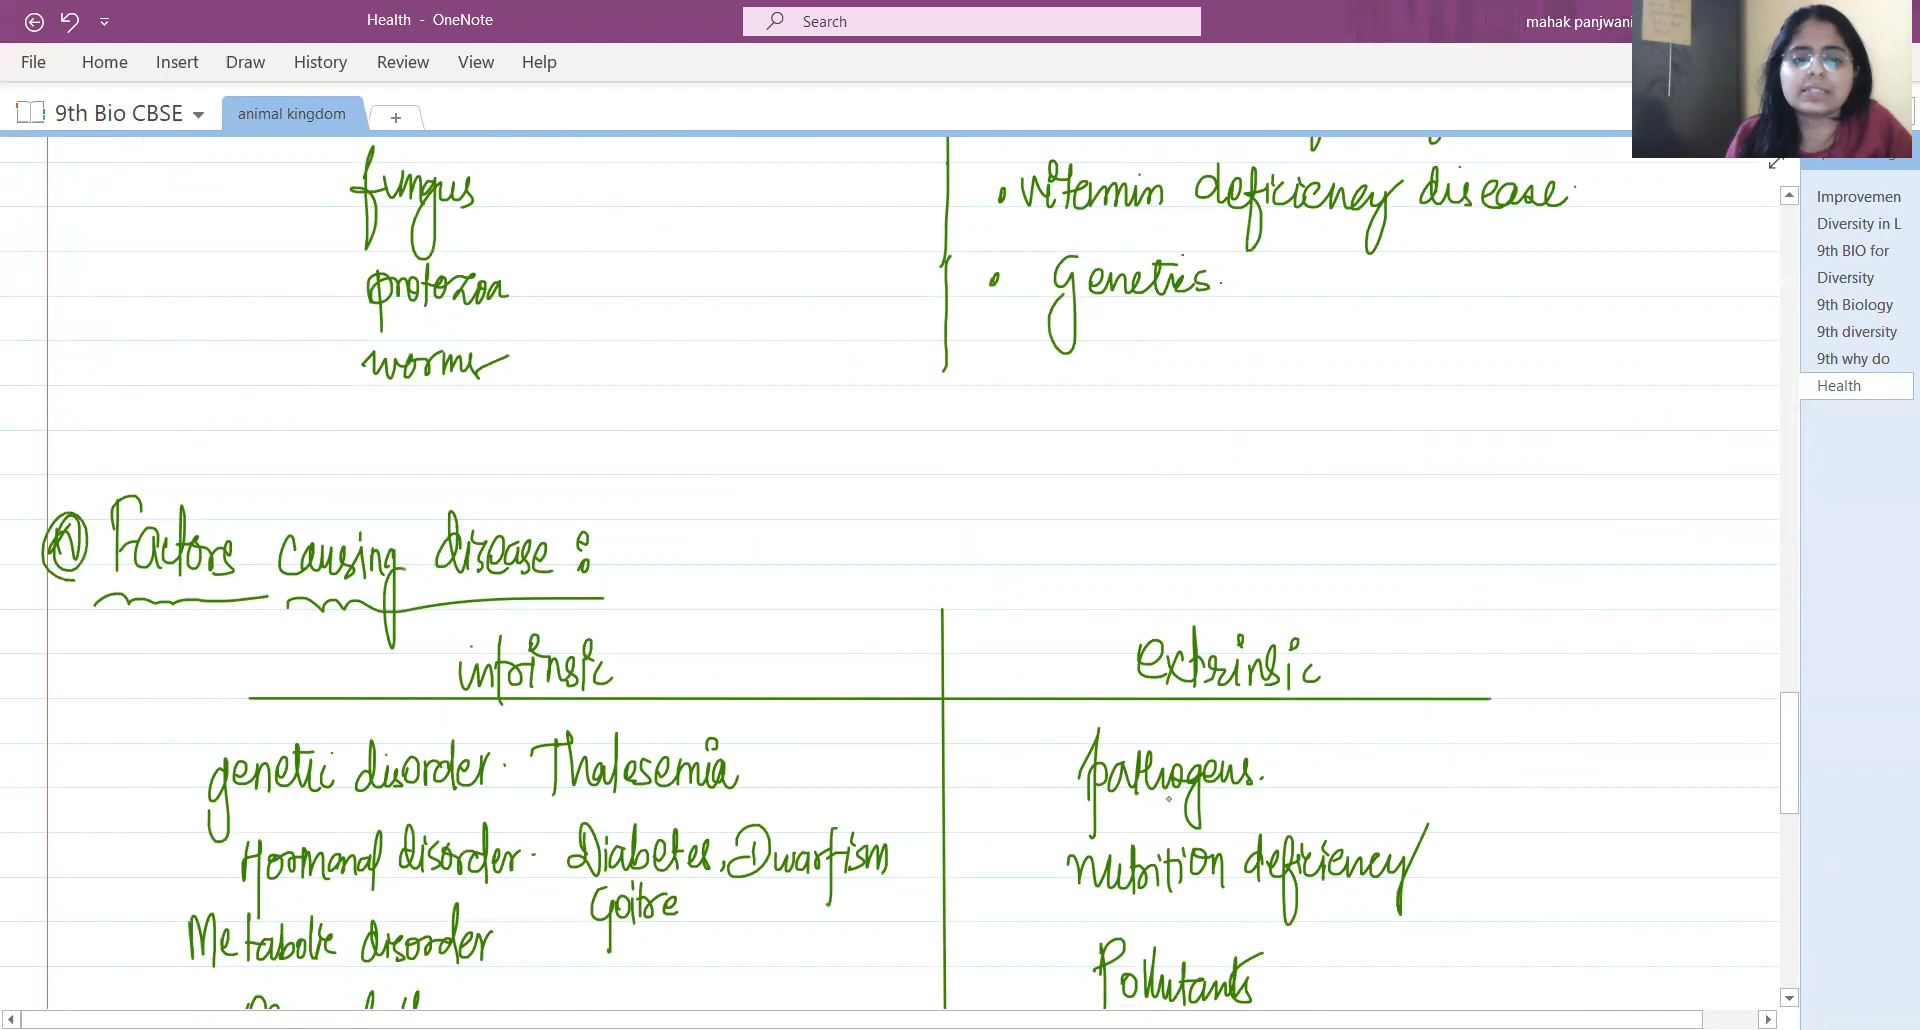 Health - OneNote
Search
mahak panjwani
File Home Insert Draw History Review View Help
9th Bio CBSE
animal kingdom
+
Improvemen
Diversity in L
9th BIO for
Diversity
9th Biology
9th diversity
9th why do
Health
fungus
protozoa
worms
• vitamin deficiency disease.
• Genetics.
Factors causing disease :
intrinsic
extrinsic
genetic disorder. Thalesemia
pathogens.
Hormonal disorder. Diabetes, Dwarfism
Goitre
nutrition deficiency
Metabolic disorder
Pollutants